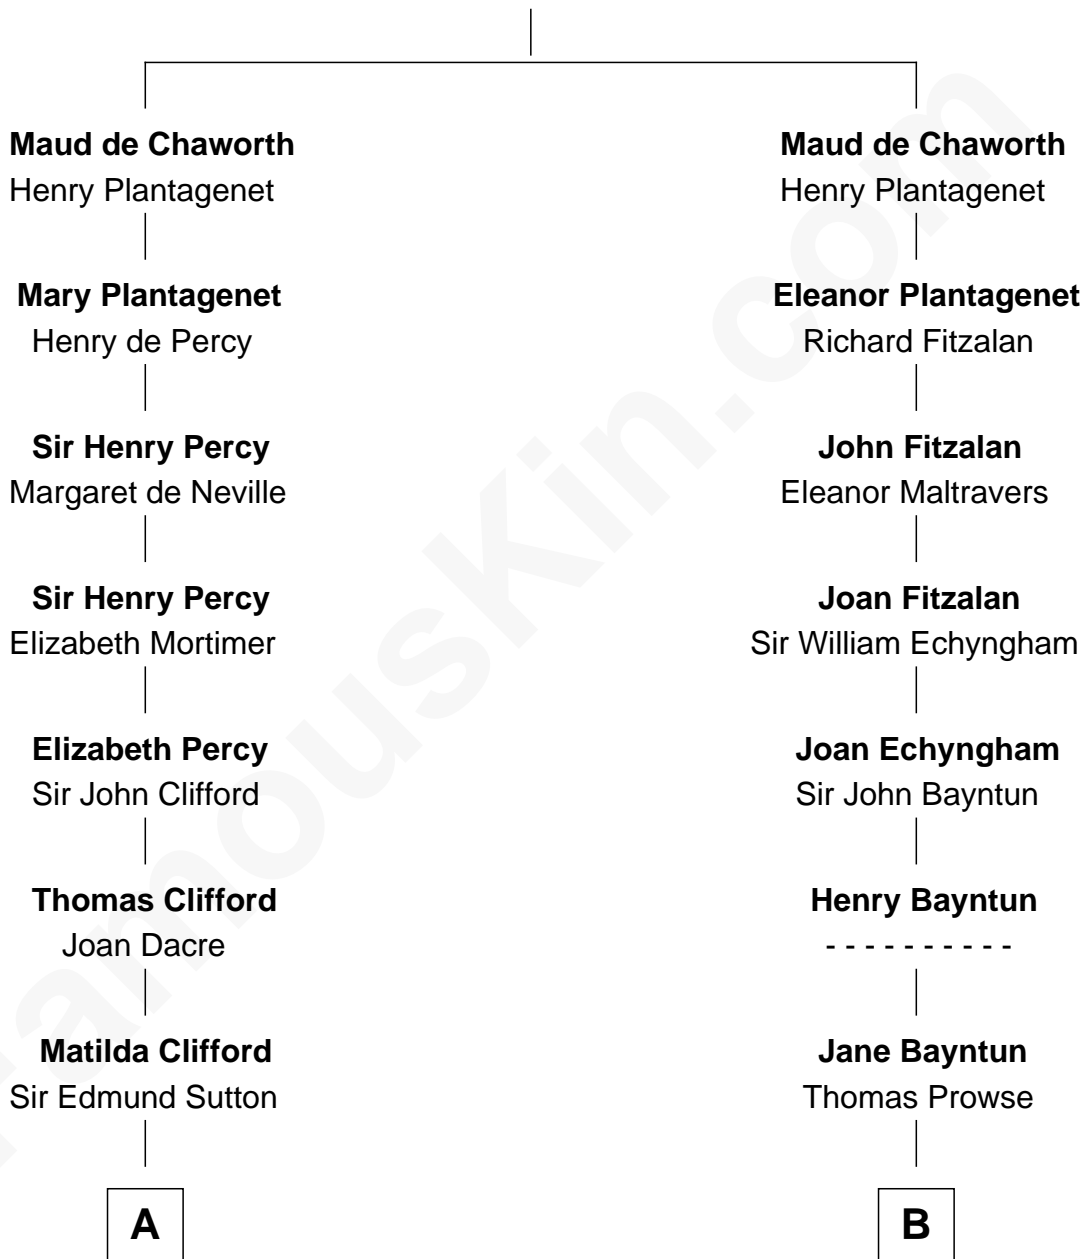 Maud de Chaworth
Henry Plantagenet
Mary Plantagenet
Henry de Percy
Sir Henry Percy
Margaret de Neville
Sir Henry Percy
Elizabeth Mortimer
Elizabeth Percy
Sir John Clifford
Thomas Clifford
Joan Dacre
Matilda Clifford
Sir Edmund Sutton
A
Maud de Chaworth
Henry Plantagenet
Eleanor Plantagenet
Richard Fitzalan
John Fitzalan
Eleanor Maltravers
Joan Fitzalan
Sir William Echyngham
Joan Echyngham
Sir John Bayntun
Henry Bayntun
- - - - - - - - - -
Jane Bayntun
Thomas Prowse
B
FamousKin.com